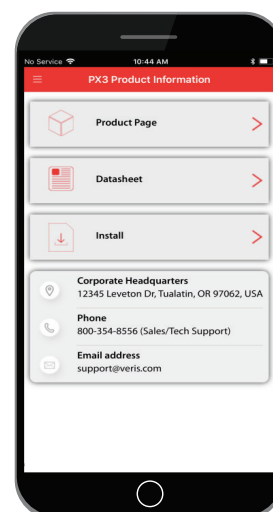 No Service 10:44 AM
PX3 Product Information
Product Page
Datasheet
Install
Corporate Headquarters
12345 Leveton Dr, Tualatin, OR 97062, USA
Phone
800-354-8556 (Sales/Tech Support)
Email address
support@veris.com